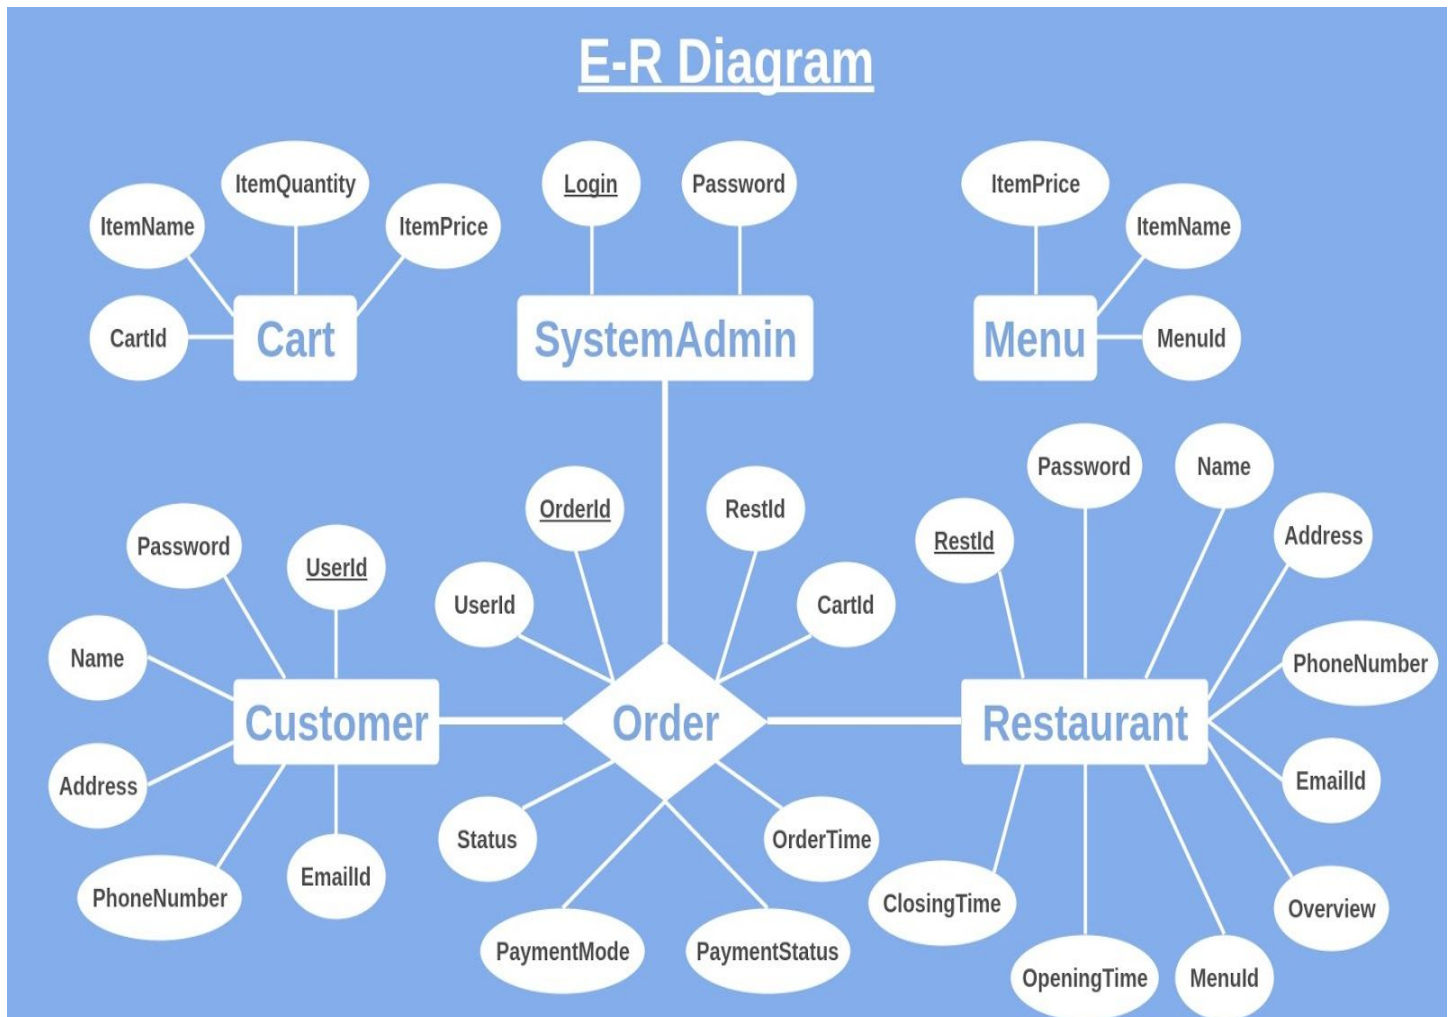 E-R Diagram
ItemQuantity
Login
Password
ItemPrice
ItemName
ItemPrice
ItemName
CartId
Cart
SystemAdmin
Menu
MenuId
Password
Name
OrderId
RestId
Address
Password
RestId
UserId
UserId
CartId
Name
PhoneNumber
Customer
Order
Restaurant
Address
EmailId
Status
OrderTime
EmailId
PhoneNumber
ClosingTime
Overview
PaymentMode
PaymentStatus
OpeningTime
MenuId